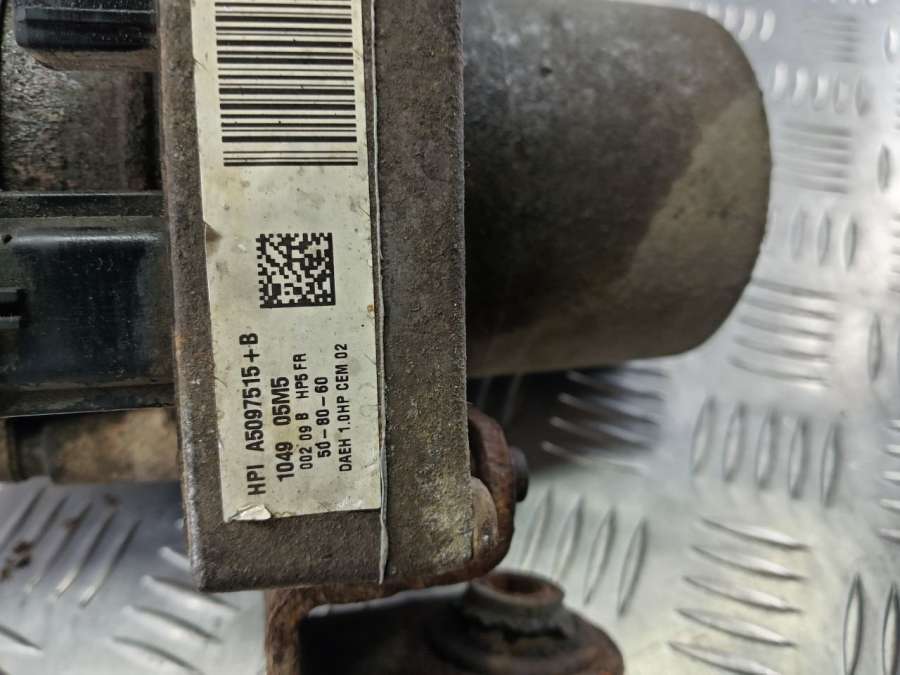 HPI A5097515+B
1049 05M5
002 09 B HP5 FR
50-80-60
DAEH 1.0HP CEM 02